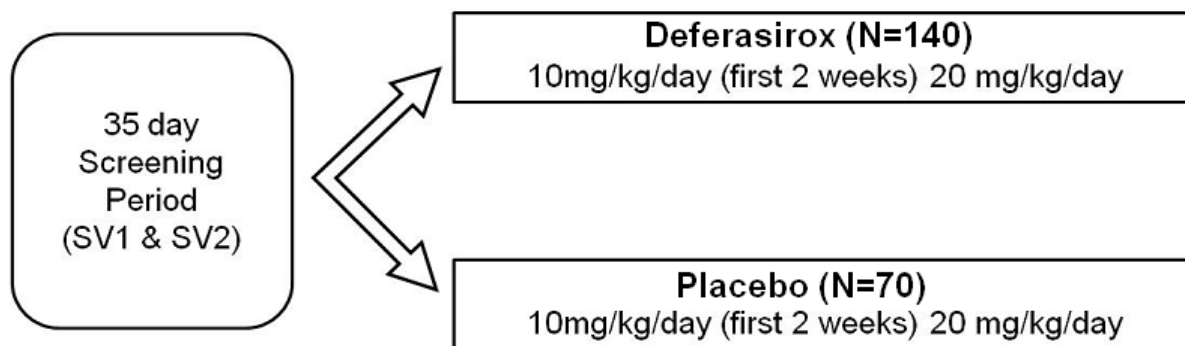 35 day
Screening
Period
(SV1 & SV2)
Deferasirox (N=140)
10mg/kg/day (first 2 weeks) 20 mg/kg/day
Placebo (N=70)
10mg/kg/day (first 2 weeks) 20 mg/kg/day